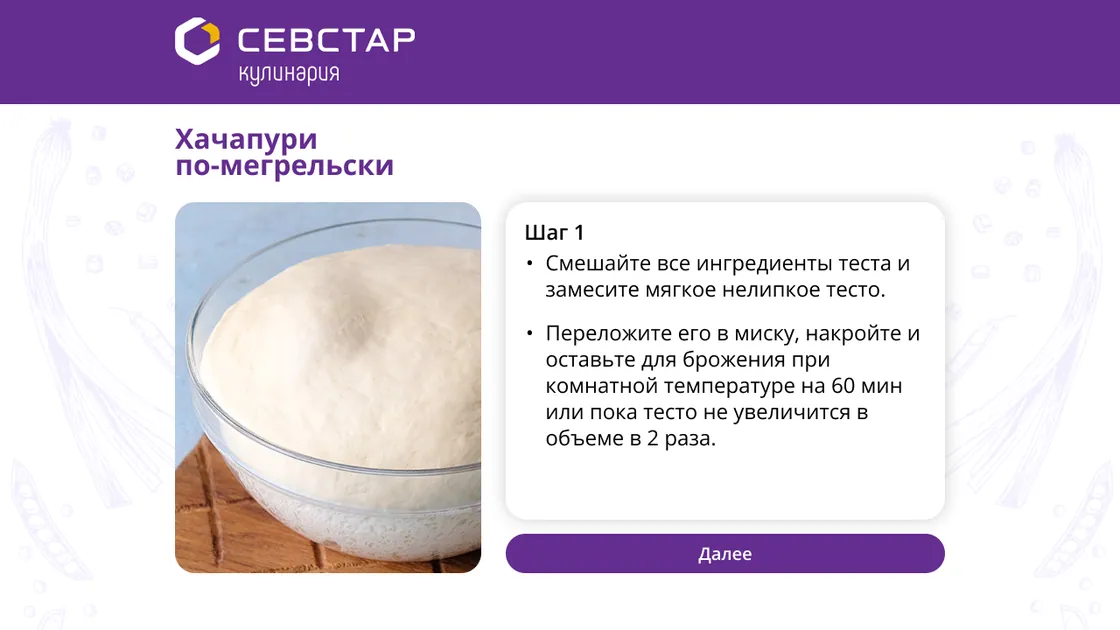 СЕВСТАР
кулинария
Хачапури
по-мегрельски
Шаг 1
• Смешайте все ингредиенты теста и
замесите мягкое нелипкое тесто.
• Переложите его в миску, накройте и
оставьте для брожения при
комнатной температуре на 60 мин
или пока тесто не увеличится в
объеме в 2 раза.
Далее